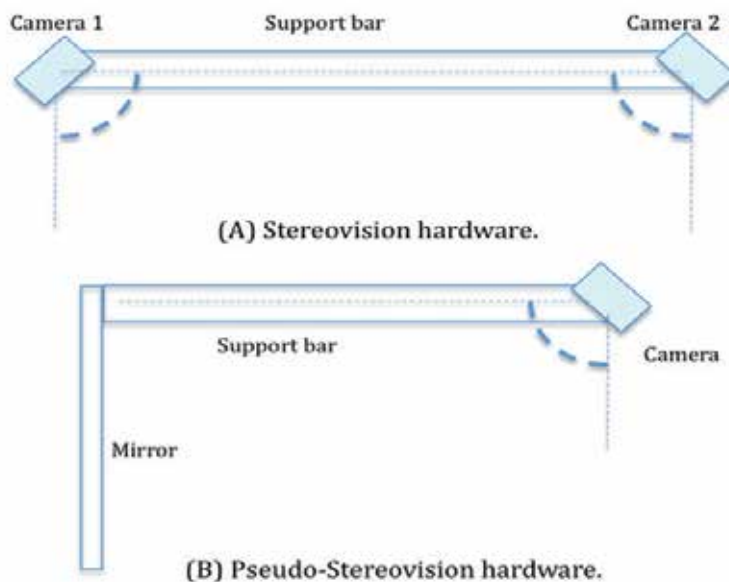 Camera 1 Support bar Camera 2
(A) Stereovision hardware.
Support bar
Camera
Mirror
(B) Pseudo-Stereovision hardware.